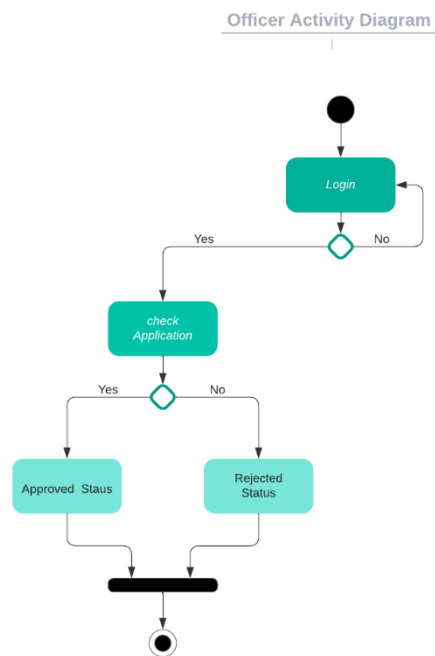 Officer Activity Diagram
Login
Yes
No
check
Application
Yes
No
Approved Staus
Rejected
Status